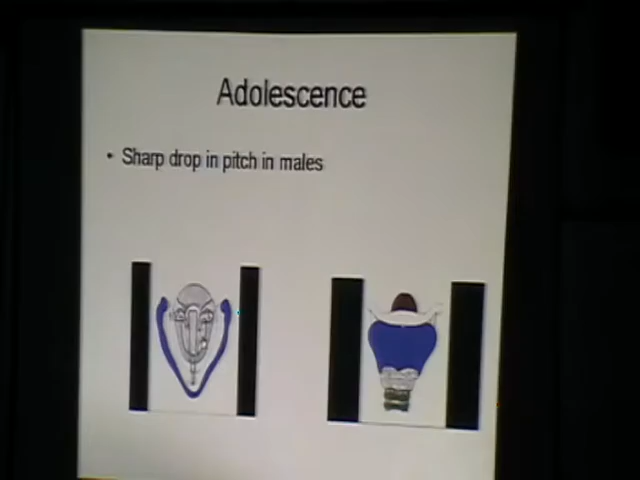 Adolescence
• Sharp drop in pitch in males